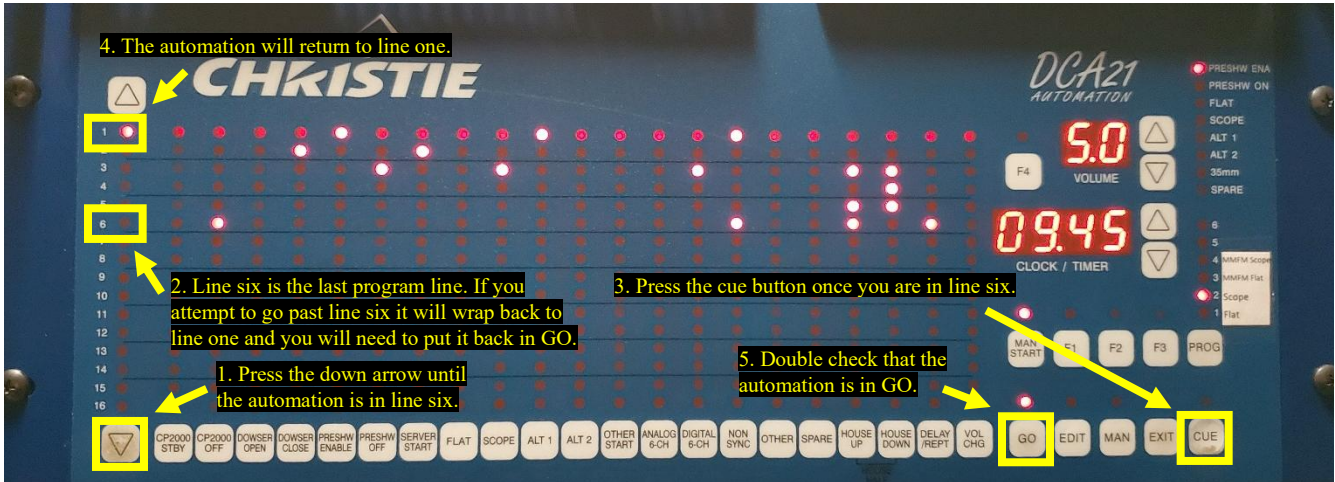 4. The automation will return to line one.
CHRISTIE
DCA21
AUTOMATION
PRESHW ENA
PRESHW ON
FLAT
SCOPE
ALT 1
ALT 2
35mm
SPARE
1
3
4
6
8
9
10
11
12
13
14
15
16
F4
5.0
VOLUME
09.45
CLOCK / TIMER
6
5
4 MMFM Scope
3 MMFM Flat
2 Scope
1 Flat
2. Line six is the last program line. If you
attempt to go past line six it will wrap back to
line one and you will need to put it back in GO.
3. Press the cue button once you are in line six.
1. Press the down arrow until
the automation is in line six.
5. Double check that the
automation is in GO.
MAN
START
F1
F2
F3
PROG
CP2000
STBY
CP2000
OFF
DOWSER
OPEN
DOWSER
CLOSE
PRESHW
ENABLE
PRESHW
OFF
SERVER
START
FLAT
SCOPE
ALT 1
ALT 2
OTHER
START
ANALOG
6-CH
DIGITAL
6-CH
NON
SYNC
OTHER
SPARE
HOUSE
UP
HOUSE
DOWN
DELAY
/REPT
VOL
CHG
GO
EDIT
MAN
EXIT
CUE